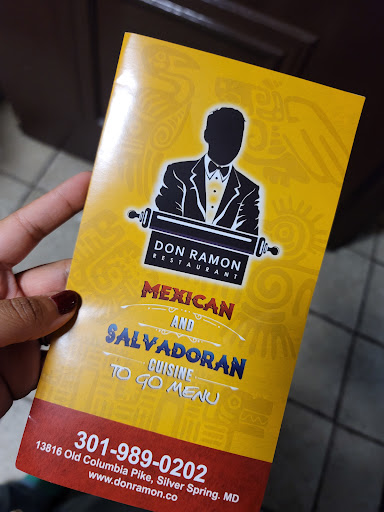 DON RAMON
RESTAURANT
MEXICAN
AND
SALVADORAN
CUISINE
TO GO MENU
301-989-0202
13816 Old Columbia Pike, Silver Spring. MD
www.donramon.co